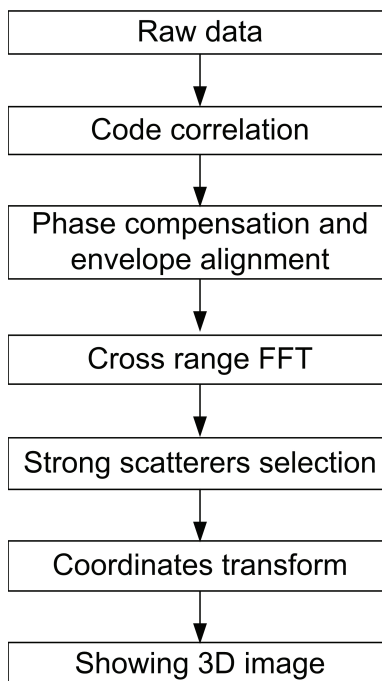 Raw data
Code correlation
Phase compensation and
envelope alignment
Cross range FFT
Strong scatterers selection
Coordinates transform
Showing 3D image